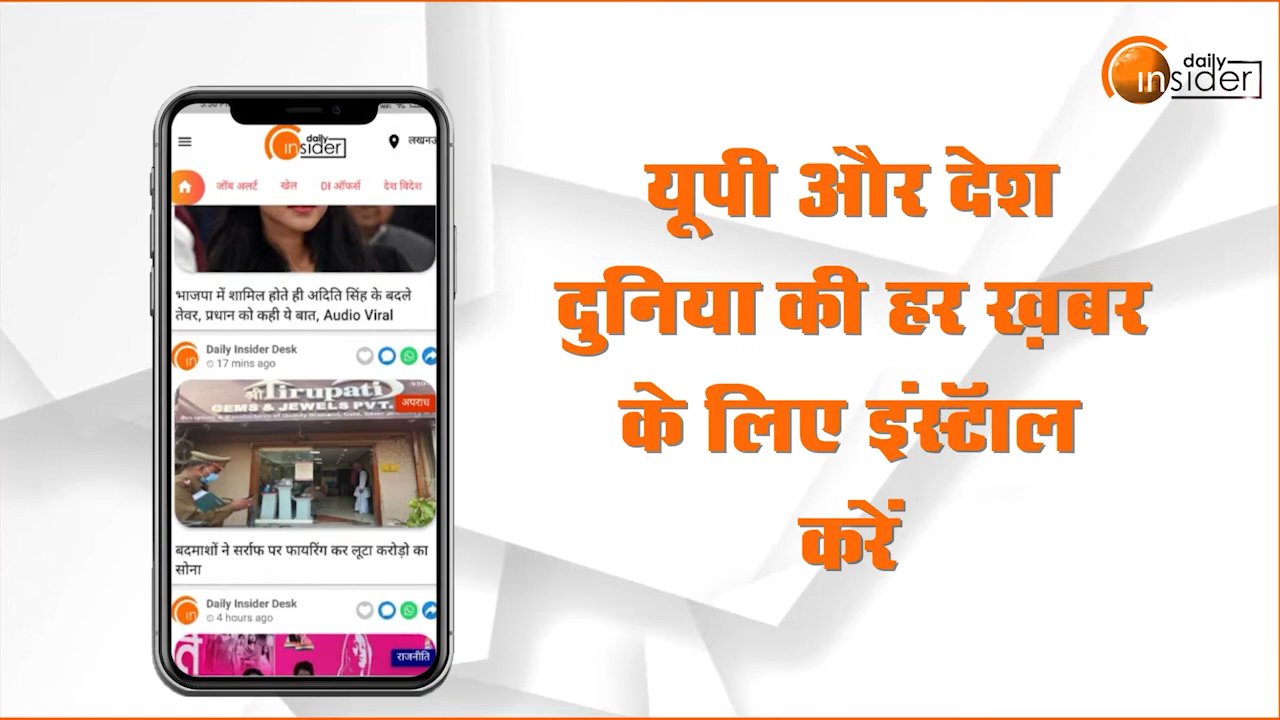 daily
insider
यूपी और देश
दुनिया की हर ख़बर
के लिए इंस्टॉल
करें
daily
insider
लखनऊ
जॉब अलर्ट खेल DI ऑफर्स देश विदेश
भाजपा में शामिल होते ही अदिति सिंह के बदले
तेवर, प्रधान को कही ये बात, Audio Viral
Daily Insider Desk
17 mins ago
श्री Tirupati
GEMS & JEWELS PVT.
अपराध
बदमाशों ने सर्राफ पर फायरिंग कर लूटा करोड़ो का
सोना
Daily Insider Desk
4 hours ago
राजनीति